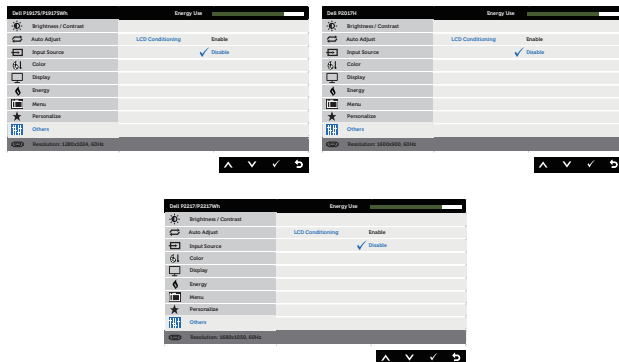 Dell P1917S/P1917SWh Energy Use
Brightness / Contrast
Auto Adjust LCD Conditioning Enable
Input Source Disable
Color
Display
Energy
Menu
Personalize
Others
Resolution: 1280x1024, 60Hz
Dell P2017H Energy Use
Brightness / Contrast
Auto Adjust LCD Conditioning Enable
Input Source Disable
Color
Display
Energy
Menu
Personalize
Others
Resolution: 1600x900, 60Hz
Dell P2217/P2217Wh Energy Use
Brightness / Contrast
Auto Adjust LCD Conditioning Enable
Input Source Disable
Color
Display
Energy
Menu
Personalize
Others
Resolution: 1680x1050, 60Hz